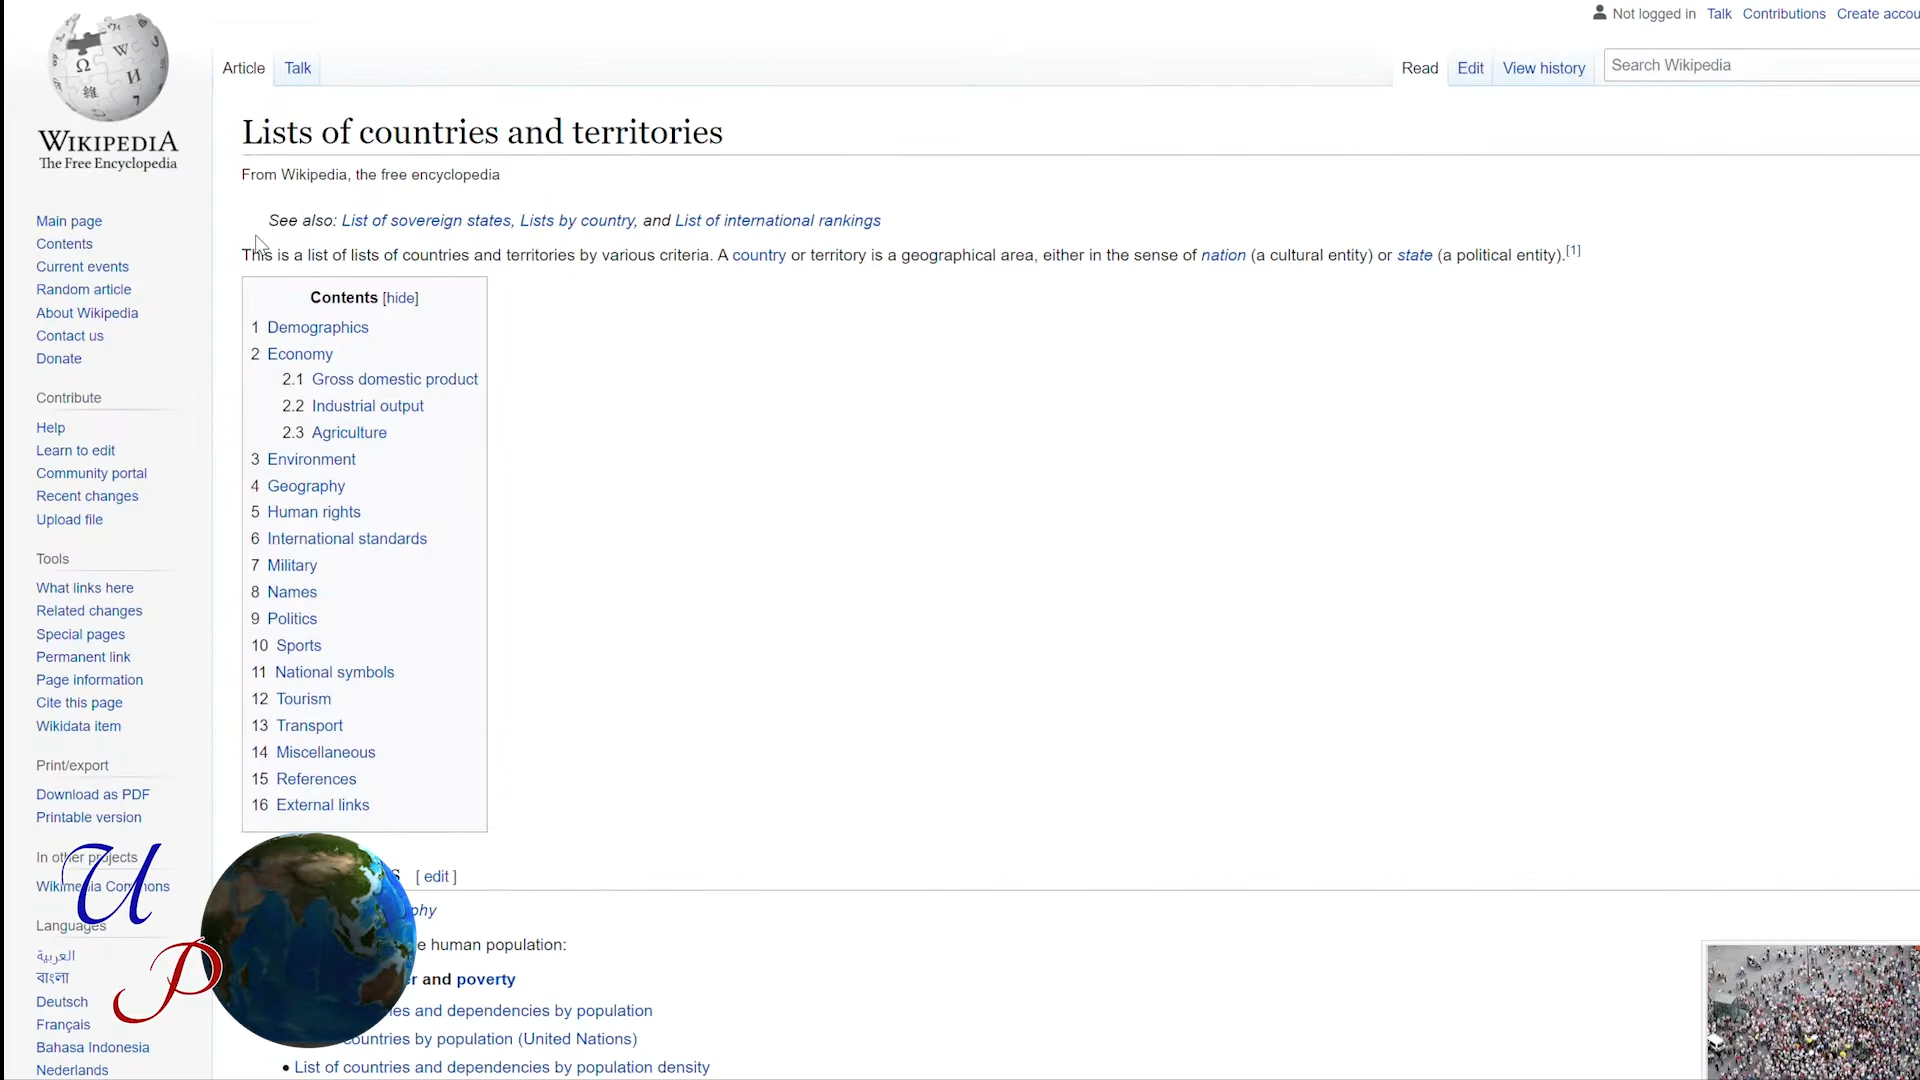 Not logged in Talk Contributions Create accou
Article Talk Read Edit View history Search Wikipedia
WIKIPEDIA
The Free Encyclopedia
Main page
Contents
Current events
Random article
About Wikipedia
Contact us
Donate
Contribute
Help
Learn to edit
Community portal
Recent changes
Upload file
Tools
What links here
Related changes
Special pages
Permanent link
Page information
Cite this page
Wikidata item
Print/export
Download as PDF
Printable version
In other projects
Wikimedia Commons
Languages
العربية
বাংলা
Deutsch
Français
Bahasa Indonesia
Nederlands
Lists of countries and territories
From Wikipedia, the free encyclopedia
See also: List of sovereign states, Lists by country, and List of international rankings
This is a list of lists of countries and territories by various criteria. A country or territory is a geographical area, either in the sense of nation (a cultural entity) or state (a political entity).[1]
Contents [hide]
1 Demographics
2 Economy
2.1 Gross domestic product
2.2 Industrial output
2.3 Agriculture
3 Environment
4 Geography
5 Human rights
6 International standards
7 Military
8 Names
9 Politics
10 Sports
11 National symbols
12 Tourism
13 Transport
14 Miscellaneous
15 References
16 External links
[ edit ]
human population:
and poverty
and dependencies by population
countries by population (United Nations)
• List of countries and dependencies by population density
U
P